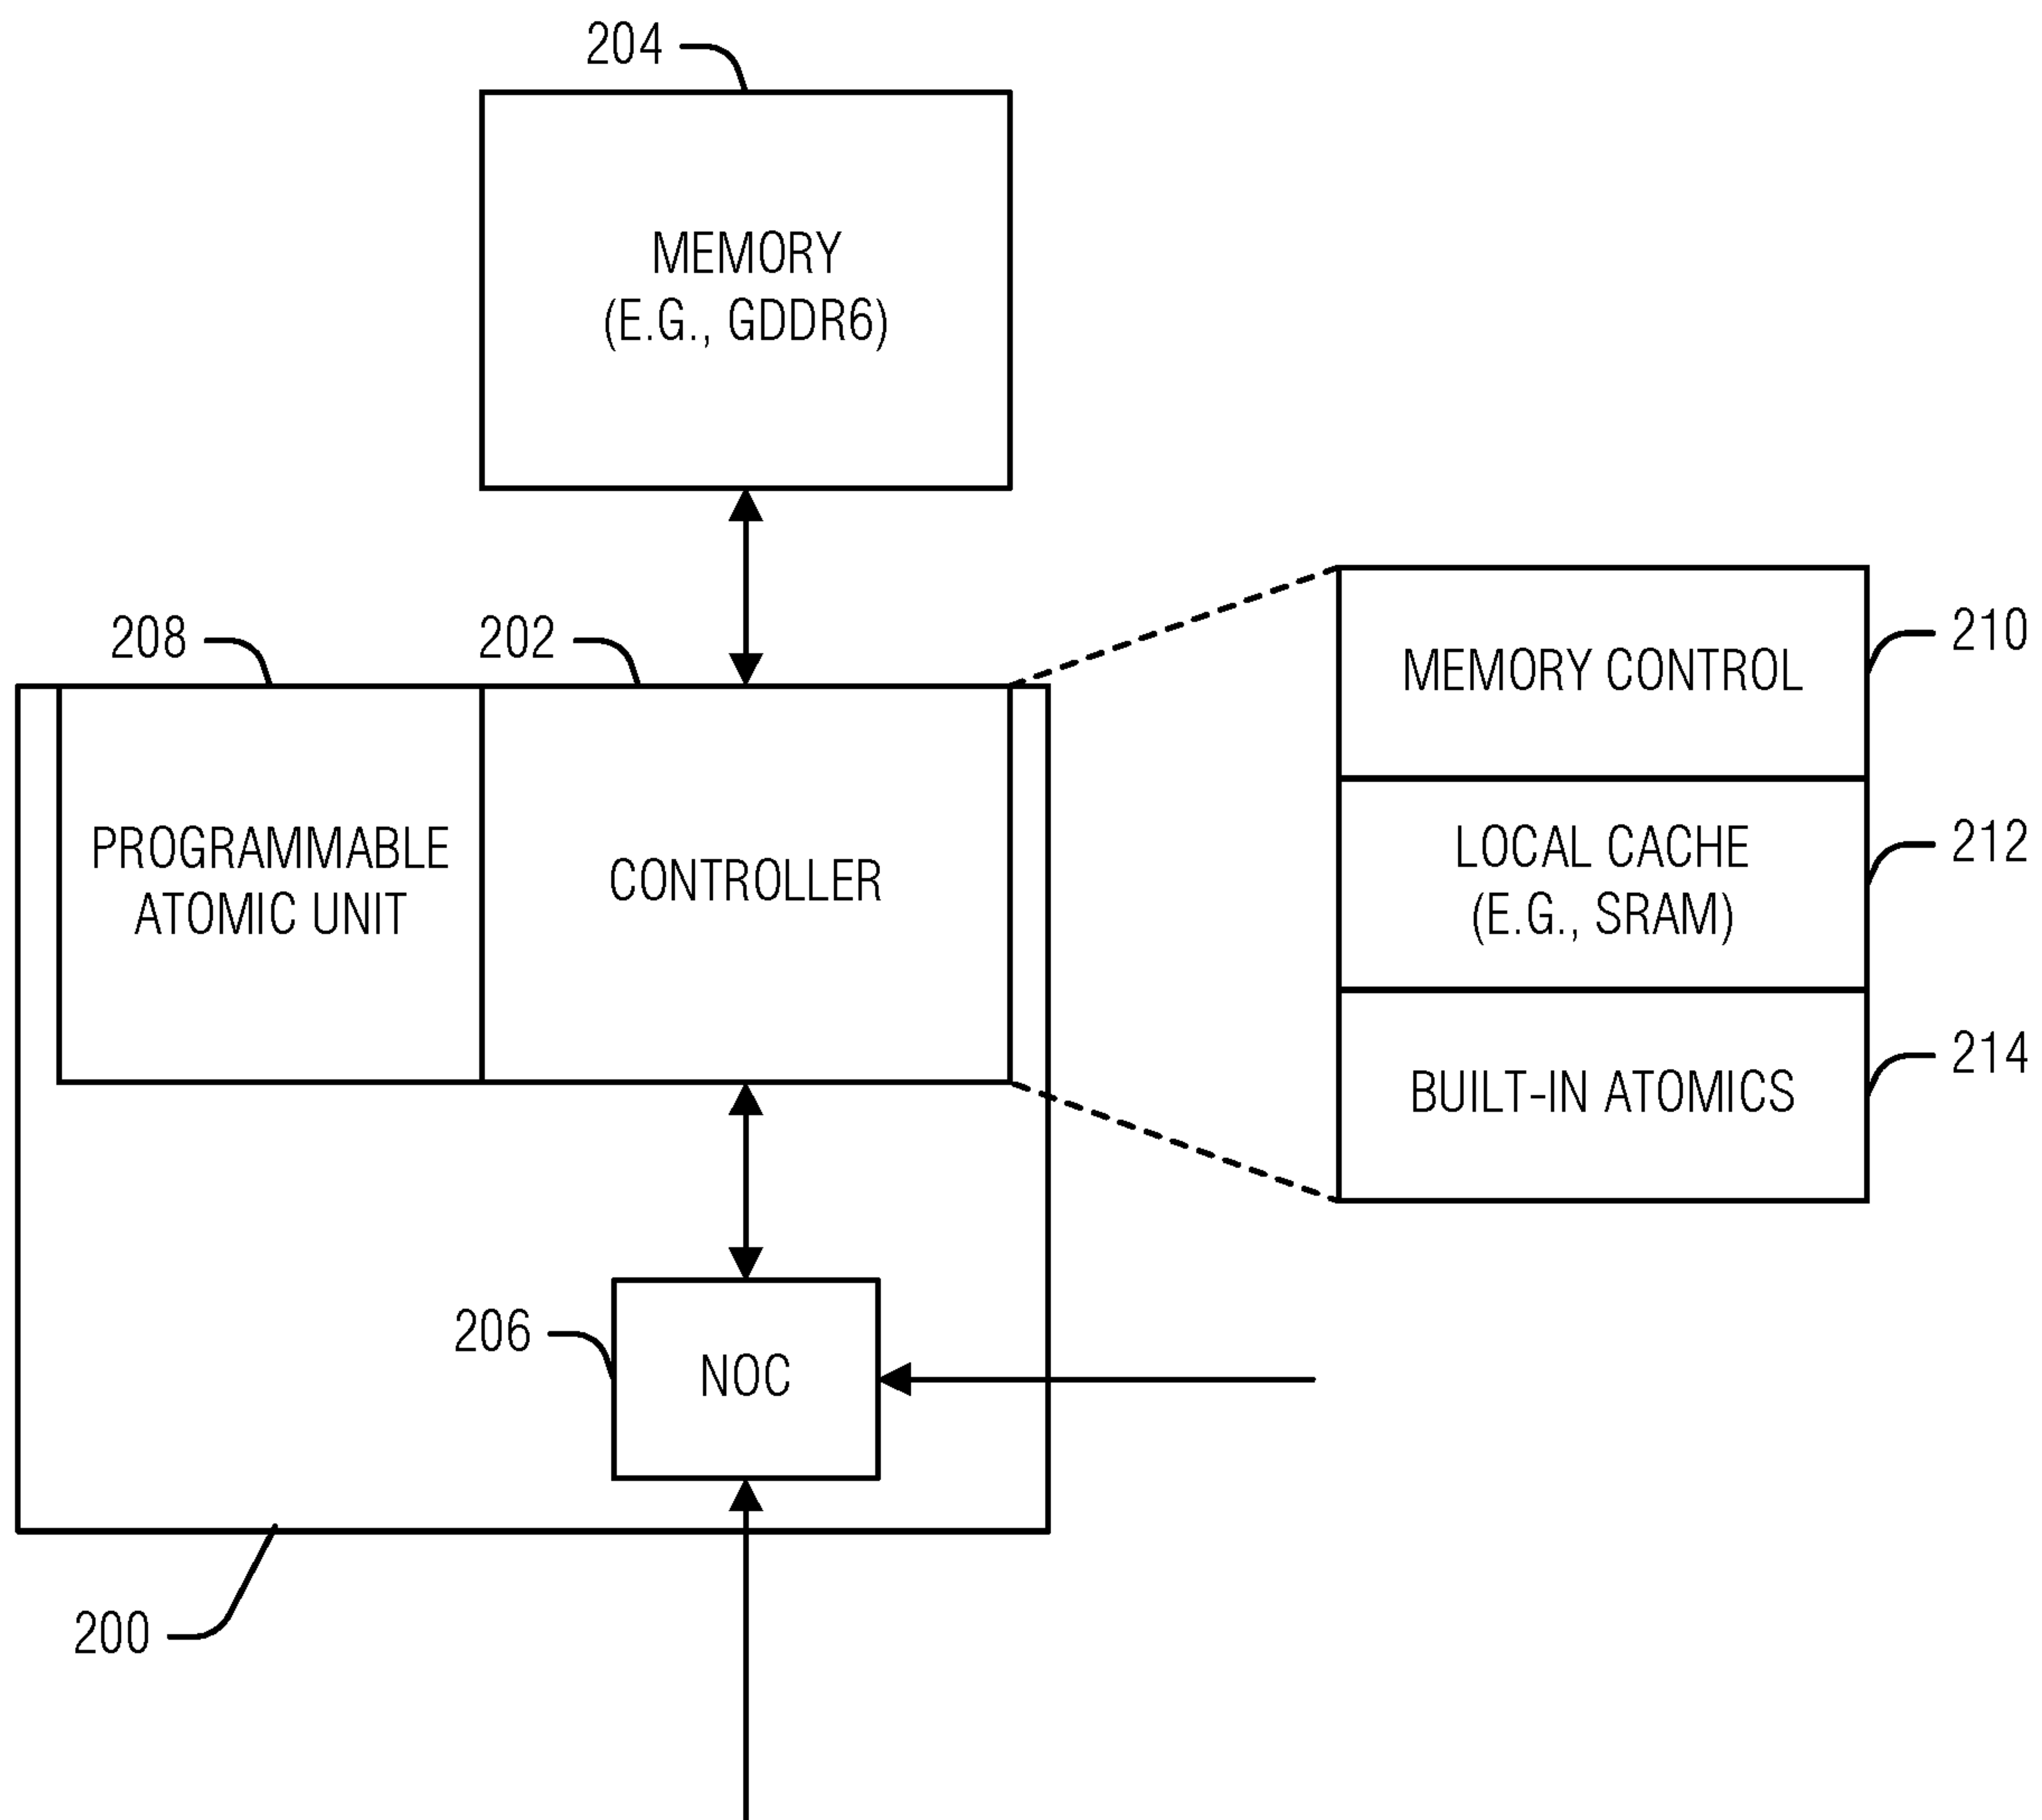 204
MEMORY
(E.G., GDDR6)
208
202
PROGRAMMABLE
ATOMIC UNIT
CONTROLLER
MEMORY CONTROL
210
LOCAL CACHE
(E.G., SRAM)
212
BUILT-IN ATOMICS
214
206
NOC
200